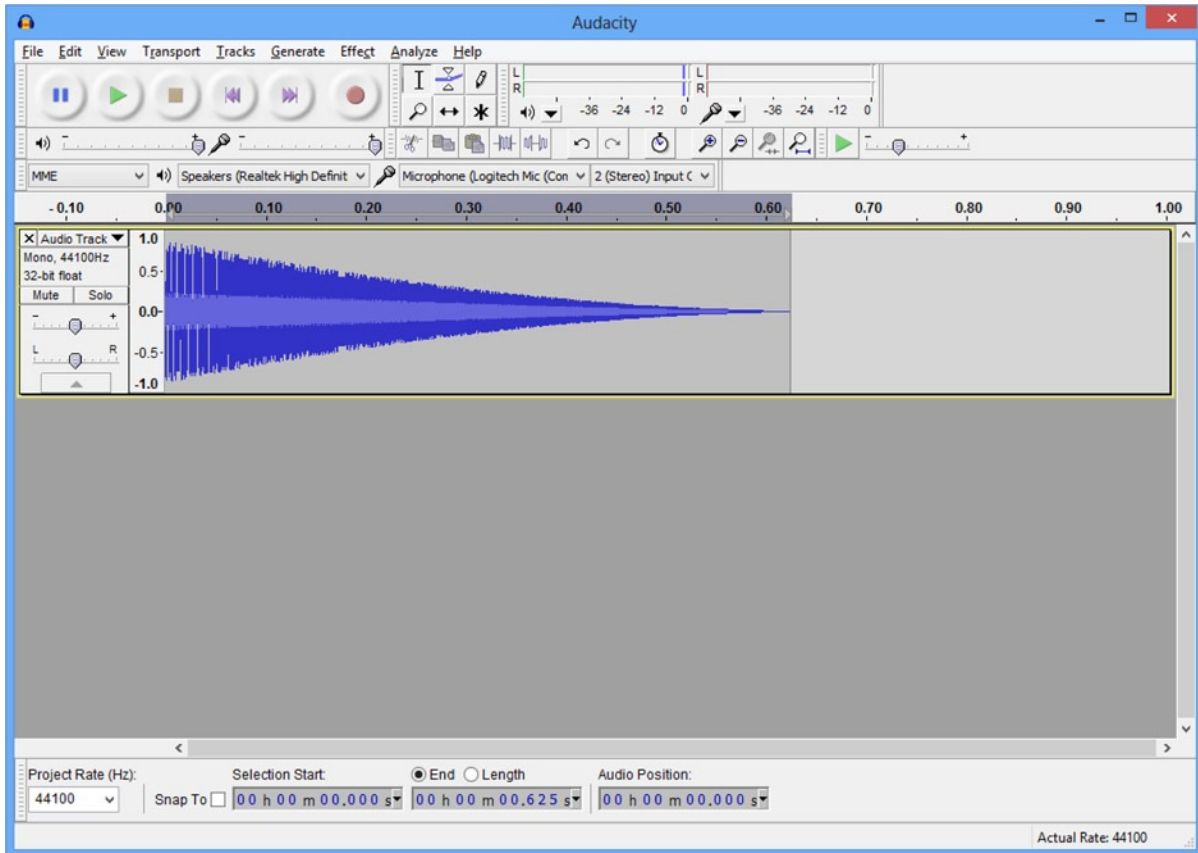 Audacity
File Edit View Transport Tracks Generate Effect Analyze Help
L
R
-36 -24 -12 0
L
R
-36 -24 -12 0
MME
Speakers (Realtek High Definit
Microphone (Logitech Mic (Con
2 (Stereo) Input C
- 0.10 0.00 0.10 0.20 0.30 0.40 0.50 0.60 0.70 0.80 0.90 1.00
X Audio Track
Mono, 44100Hz
32-bit float
Mute Solo
- +
L R
1.0
0.5-
0.0-
-0.5-
-1.0
Project Rate (Hz):
44100
Snap To
Selection Start:
00 h 00 m 00.000 s
End Length
00 h 00 m 00.625 s
Audio Position:
00 h 00 m 00.000 s
Actual Rate: 44100